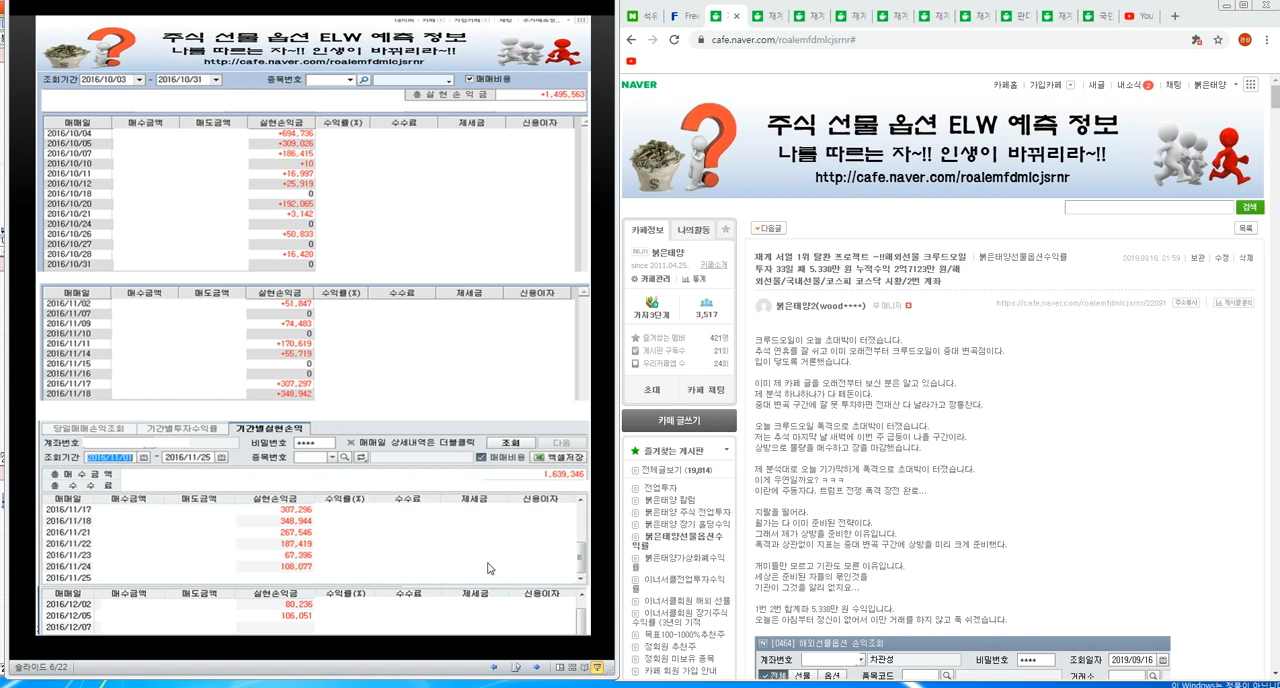 주식 선물 옵션 ELW 예측 정보
나를 따르는 자~!! 인생이 바뀌리라~!!
http://cafe.naver.com/roalemfdmlcjsrnr
조회기간 2016/10/03 ~ 2016/10/31 종목번호 매매비용
총 실 현 손 익 금 +1,495,563
매매일 매수금액 매도금액 실현손익금 수익률(%) 수수료 제세금 신용이자
2016/10/04 +694,736
2016/10/05 +309,026
2016/10/07 +186,415
2016/10/10 +10
2016/10/11 +16,997
2016/10/12 +25,919
2016/10/18 0
2016/10/20 +192,065
2016/10/21 +3,142
2016/10/24 0
2016/10/26 +50,833
2016/10/27 0
2016/10/28 +16,420
2016/10/31 0
매매일 매수금액 매도금액 실현손익금 수익률(%) 수수료 제세금 신용이자
2016/11/02 +51,847
2016/11/07 0
2016/11/09 +74,483
2016/11/10 0
2016/11/11 +170,619
2016/11/14 +55,719
2016/11/15 0
2016/11/16 0
2016/11/17 +307,297
2016/11/18 +348,942
당일매매손익조회 기간별투자수익률 기간별실현손익
계좌번호 비밀번호 **** ※ 매매일 상세내역은 더블클릭 조회 다음
조회기간 2016/11/01 ~ 2016/11/25 종목번호 매매비용 엑셀저장
총 매 수 금 액 1,639,346
총 수 수 료
매매일 매수금액 매도금액 실현손익금 수익률(%) 수수료 제세금 신용이자
2016/11/17 307,296
2016/11/18 348,944
2016/11/21 267,546
2016/11/22 187,419
2016/11/23 67,396
2016/11/24 108,077
2016/11/25
매매일 매수금액 매도금액 실현손익금 수익률(%) 수수료 제세금 신용이자
2016/12/02 80,236
2016/12/05 106,051
2016/12/07
슬라이드 6/22
cafe.naver.com/roalemfdmlcjsrnr#
NAVER
카페홈 가입카페 새글 내소식 2 채팅 붉은태양
주식 선물 옵션 ELW 예측 정보
나를 따르는 자~!! 인생이 바뀌리라~!!
http://cafe.naver.com/roalemfdmlcjsrnr
검색
카페정보 나의활동
붉은태양
since 2011.04.25. 카페소개
카페관리 통계
가지3단계 3,517
즐겨찾는 멤버 421명
게시판 구독수 21회
우리카페앱 수 24회
초대 카페 채팅
카페 글쓰기
즐겨찾는 게시판
전체글보기 (19,814)
전업투자
붉은태양 칼럼
붉은태양 주식 전업투자
붉은태양 장기 홀딩수익
붉은태양선물옵션수익률
붉은태양가상화폐수익률
이너서클전업투자수익률
이너서클회원 해외 선물
이너서클회원 장기주식수익률 (3년의 기적
목표100-1000%추천주
정회원 추천주
정회원 미보유 종목
카페 회원 가입 안내
다음글 목록
재계 서열 1위 탈환 프로젝트 -!!해외선물 크루드오일 투자 33일 째 5.338만 원 누적수익 2억7123만 원/해외선물/국내선물/코스피 코스닥 시황/2번 계좌
붉은태양선물옵션수익률
2019.09.16. 21:59 보관 수정 삭제
붉은태양2(wood****) 부매니저
https://cafe.naver.com/roalemfdmlcjsrnr/22091 주소복사 게시글 분석
크루드오일이 오늘 초대박이 터졌습니다.
추석 연휴를 잘 쉬고 이미 오래전부터 크루드오일이 중대 변곡점이다.
입이 닿도록 거론했습니다.
이미 제 카페 글을 오래전부터 보신 분은 알고 있습니다.
제 분석 하나하나가 다 떼돈이다.
중대 변곡 구간에 잘 못 투자하면 전재산 다 날라가고 깡통찬다.
오늘 크루드오일 폭격으로 초대박이 터졌습니다.
저는 추석 마지막 날 새벽에 이번 주 급등이 나올 구간이라.
상방으로 물량을 매수하고 장을 마감했습니다.
제 분석대로 오늘 기가막히게 폭격으로 초대박이 터졌습니다.
이게 우연일까요? ㅋㅋㅋ
이란에 주동자다. 트럼프 전쟁 폭격 장전 완료...
지랄을 떨어라.
월가는 다 이미 준비된 전략이다.
그래서 제가 상방을 준비한 이유입니다.
폭격과 상관없이 지표는 중대 변곡 구간에 상방을 미리 크게 준비했다.
개미들만 모르고 기관도 모른 이유입니다.
세상은 준비된 자들의 몫인것을
기관이 그것을 알리 없지요...
1번 2번 합계좌 5.338만 원 수익입니다.
오늘은 아침부터 정신이 없어서 이만 거래를 하지 않고 푹 쉬겠습니다.
[0464] 해외선물옵션 손익조회
계좌번호 차관성 비밀번호 **** 조회일자 2019/09/16
전체 선물 옵션 품목코드 거래소